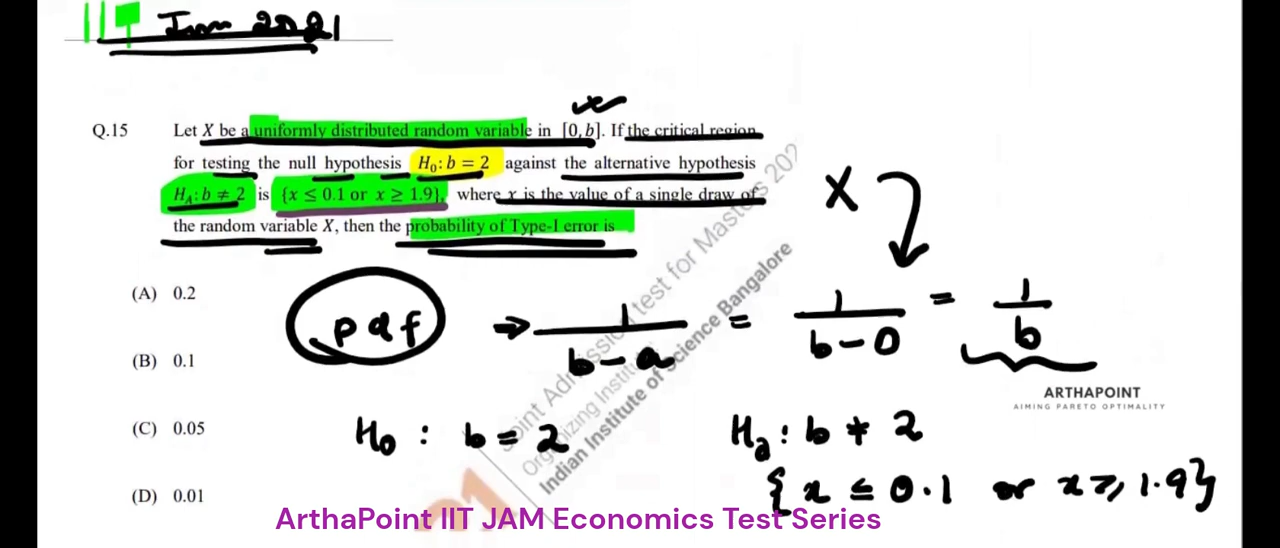 IIT Jam 2021
Q.15 Let X be a uniformly distributed random variable in [0, b]. If the critical region
for testing the null hypothesis H₀: b = 2 against the alternative hypothesis
H_A: b ≠ 2 is {x ≤ 0.1 or x ≥ 1.9}, where x is the value of a single draw of
the random variable X, then the probability of Type-I error is
(A) 0.2
(B) 0.1
(C) 0.05
(D) 0.01
X
pdf ⇒ 1/(b-a) = 1/(b-0) = 1/b
H₀ : b = 2
Hₐ : b ≠ 2
{x ≤ 0.1 or x ≥ 1.9}
ARTHAPOINT
AIMING PARETO OPTIMALITY
Joint Admission test for Masters 202
Organizing Instit
Indian Institute of Science Bangalore
21
ArthaPoint IIT JAM Economics Test Series